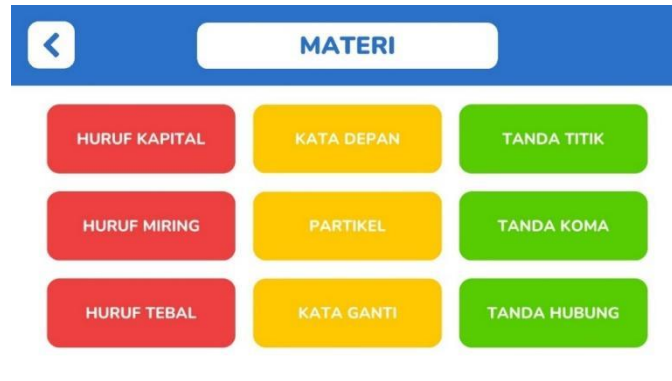 MATERI
HURUF KAPITAL
KATA DEPAN
TANDA TITIK
HURUF MIRING
PARTIKEL
TANDA KOMA
HURUF TEBAL
KATA GANTI
TANDA HUBUNG